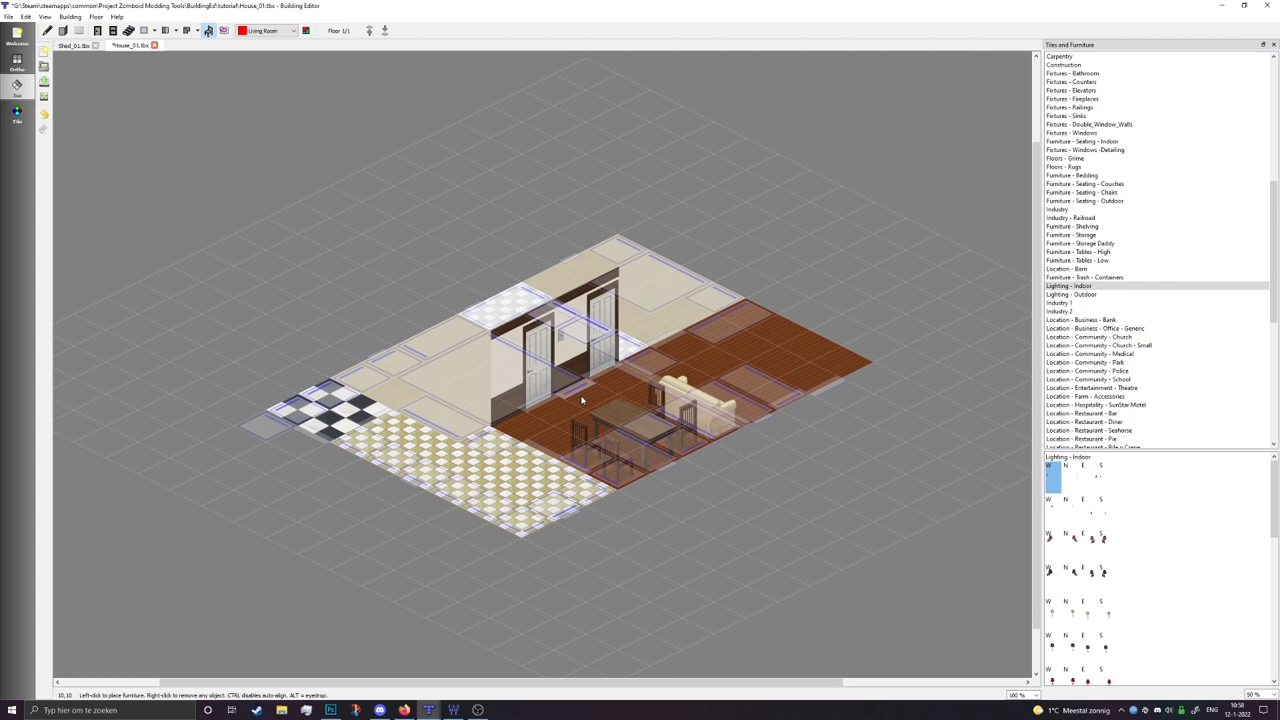 *G:\Steam\steamapps\common\Project Zomboid Modding Tools\BuildingEd\tutorial\House_01.tbx - Building Editor
File Edit View Building Floor Help
Living Room
Floor 1/1
Welcome
Shed_01.tbx
*House_01.tbx
Ortho
Iso
Tile
Tiles and Furniture
Carpentry
Construction
Fixtures - Bathroom
Fixtures - Counters
Fixtures - Elevators
Fixtures - Fireplaces
Fixtures - Railings
Fixtures - Sinks
Fixtures - Double_Window_Walls
Fixtures - Windows
Furniture - Seating - Indoor
Fixtures - Windows -Detailing
Floors - Grime
Floors - Rugs
Furniture - Bedding
Furniture - Seating - Couches
Furniture - Seating - Chairs
Furniture - Seating - Outdoor
Industry
Industry - Railroad
Furniture - Shelving
Furniture - Storage
Furniture - Storage Daddy
Furniture - Tables - High
Furniture - Tables - Low
Location - Barn
Furniture - Trash - Containers
Lighting - Indoor
Lighting - Outdoor
Industry 1
Industry 2
Location - Business - Bank
Location - Business - Office - Generic
Location - Community - Church
Location - Community - Church - Small
Location - Community - Medical
Location - Community - Park
Location - Community - Police
Location - Community - School
Location - Entertainment - Theatre
Location - Farm - Accessories
Location - Hospitality - SunStar Motel
Location - Restaurant - Bar
Location - Restaurant - Diner
Location - Restaurant - Seahorse
Location - Restaurant - Pie
Lighting - Indoor
W N E S
W N E S
W N E S
W N E S
W N E S
W N E S
W N E S
10,10 Left-click to place furniture. Right-click to remove any object. CTRL disables auto-align. ALT = eyedrop.
100 %
50 %
Typ hier om te zoeken
1°C Meestal zonnig
ENG
10:58
12-1-2022